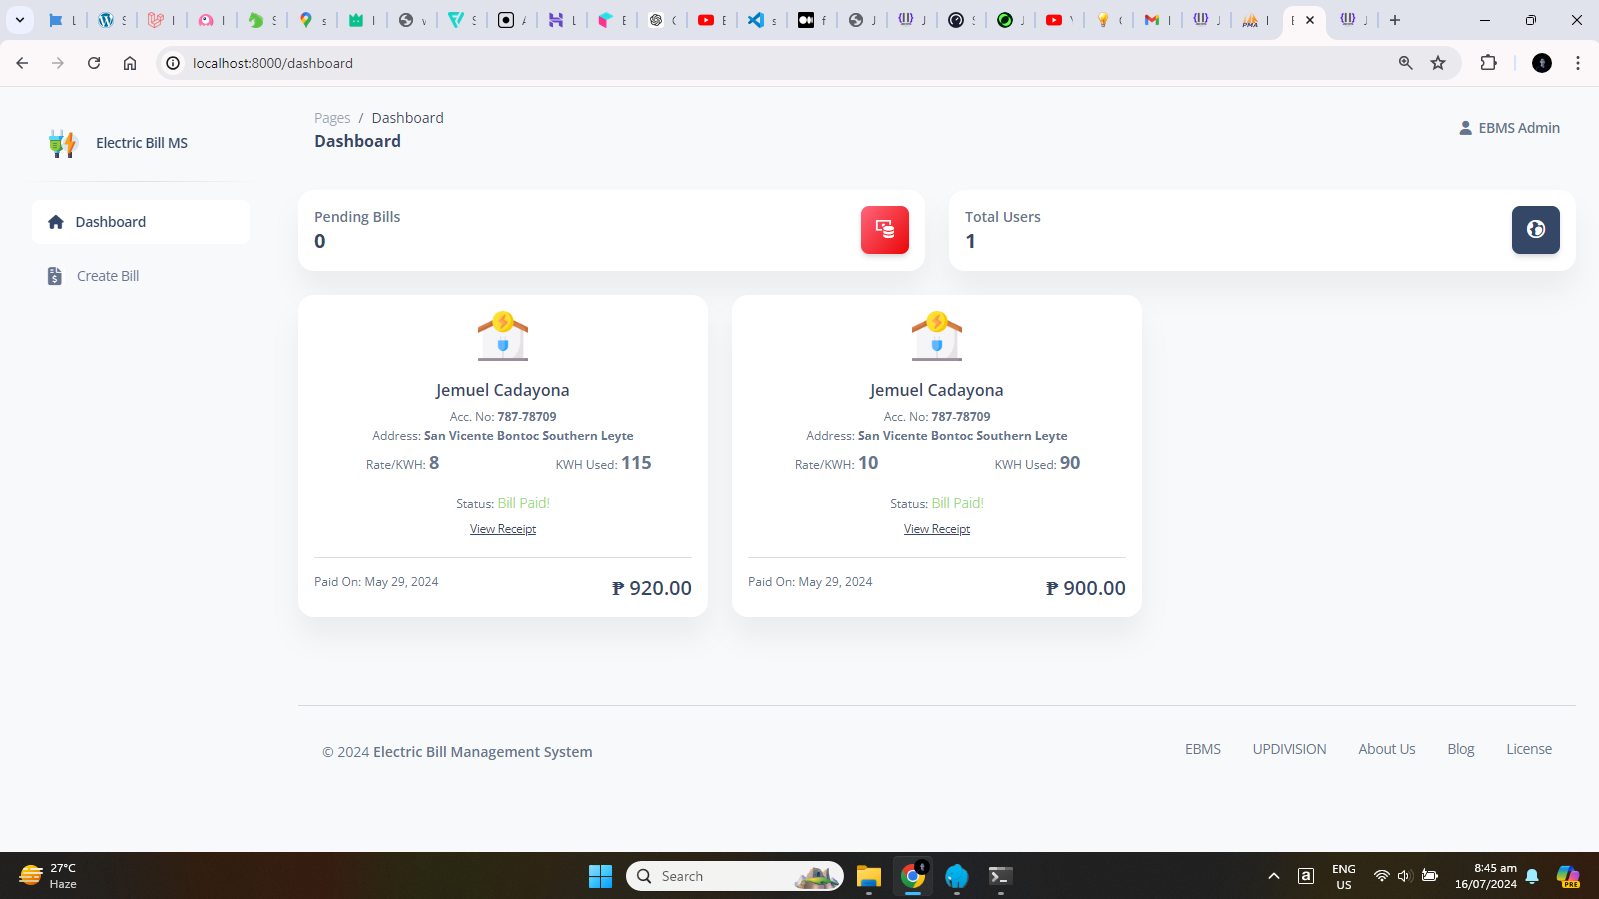 localhost:8000/dashboard
Electric Bill MS
Dashboard
Create Bill
Pages / Dashboard
Dashboard
EBMS Admin
Pending Bills
0
Total Users
1
Jemuel Cadayona
Acc. No: 787-78709
Address: San Vicente Bontoc Southern Leyte
Rate/KWH: 8 KWH Used: 115
Status: Bill Paid!
View Receipt
Paid On: May 29, 2024 ₱ 920.00
Jemuel Cadayona
Acc. No: 787-78709
Address: San Vicente Bontoc Southern Leyte
Rate/KWH: 10 KWH Used: 90
Status: Bill Paid!
View Receipt
Paid On: May 29, 2024 ₱ 900.00
© 2024 Electric Bill Management System
EBMS UPDIVISION About Us Blog License
27°C
Haze
Search
ENG
US
8:45 am
16/07/2024
PRE